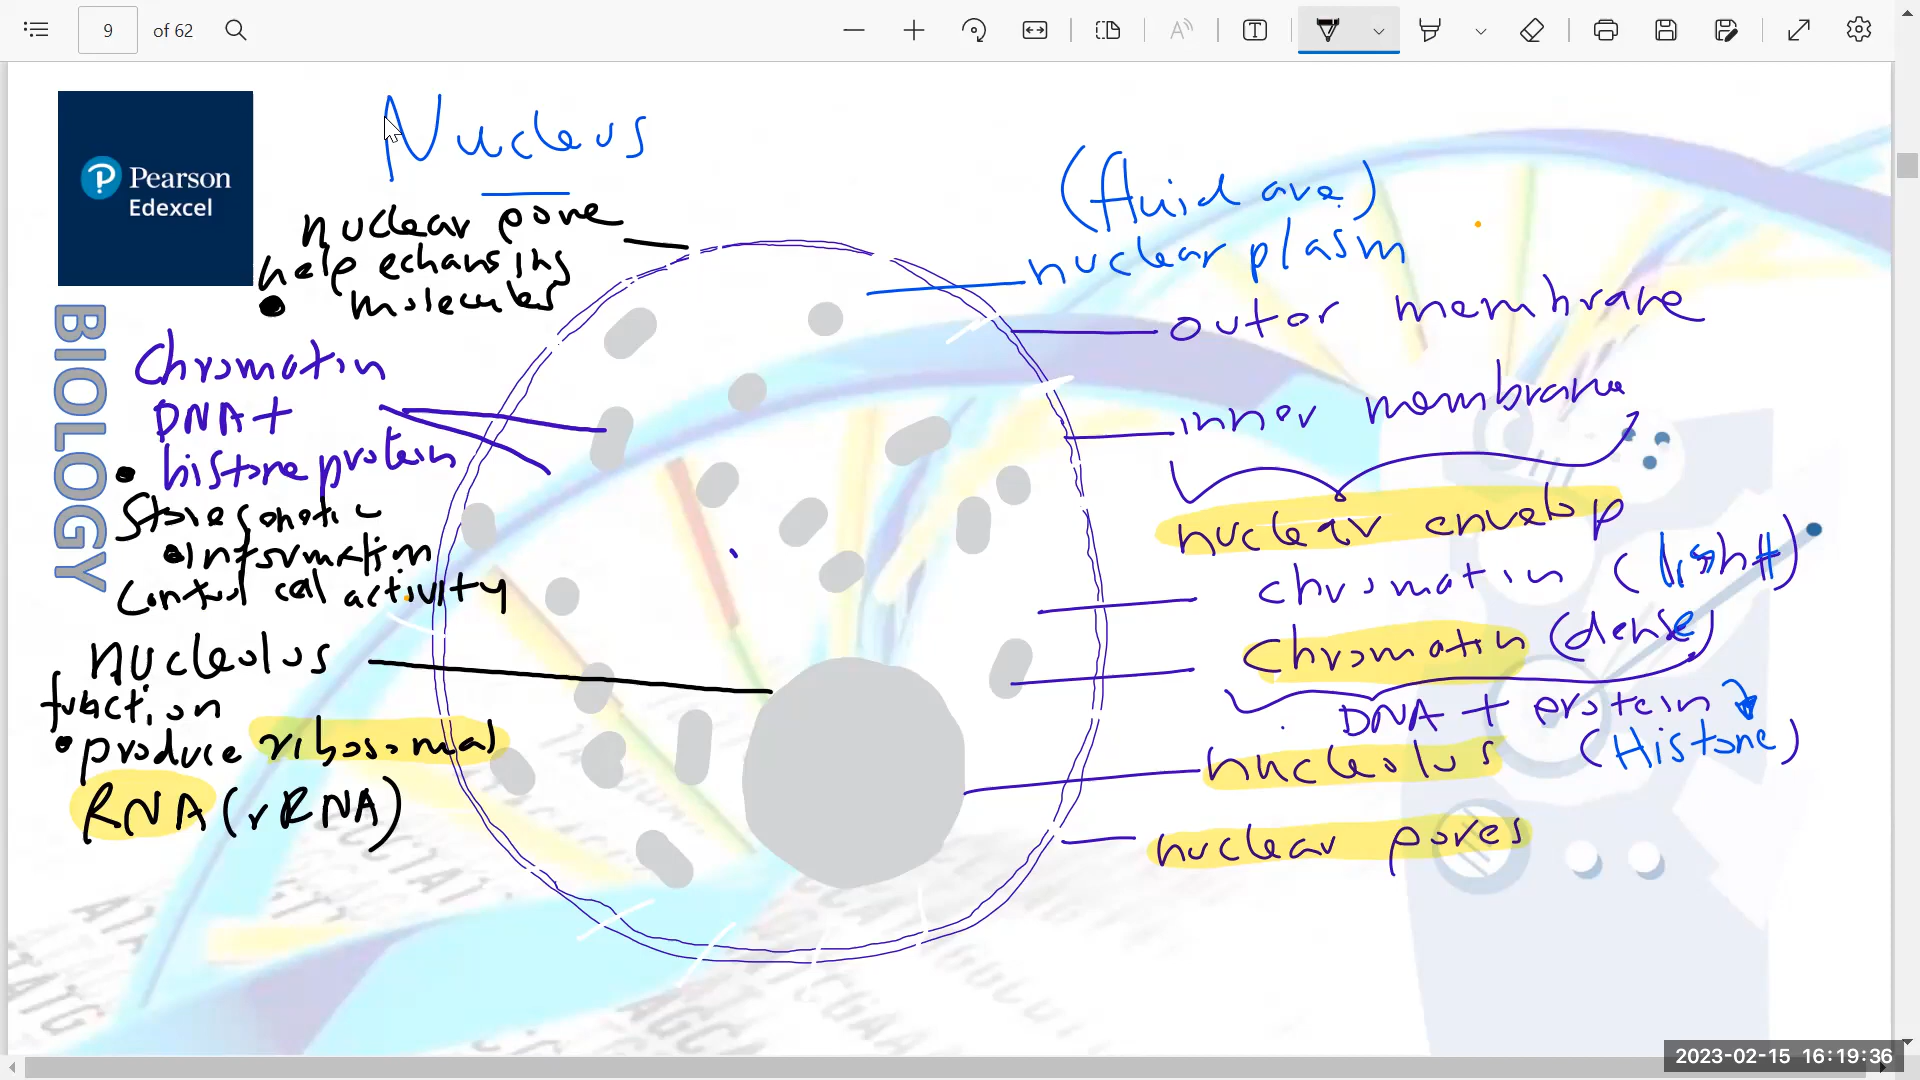 9
of 62
Pearson
Edexcel
BIOLOGY
Nucleus
nuclear pore
help echansing
molecules
Chromatin
DNA +
histone protein
Store genetic
information
Control cell activity
nucleolus
function
produce ribosomal
RNA (rRNA)
(fluid are)
nuclear plasm
outor membrane
inner membrane
nuclear envelop
chromatin (light)
Chromatin (dense)
DNA + protein
(Histone)
nucleolus
nuclear pores
2023-02-15 16:19:36